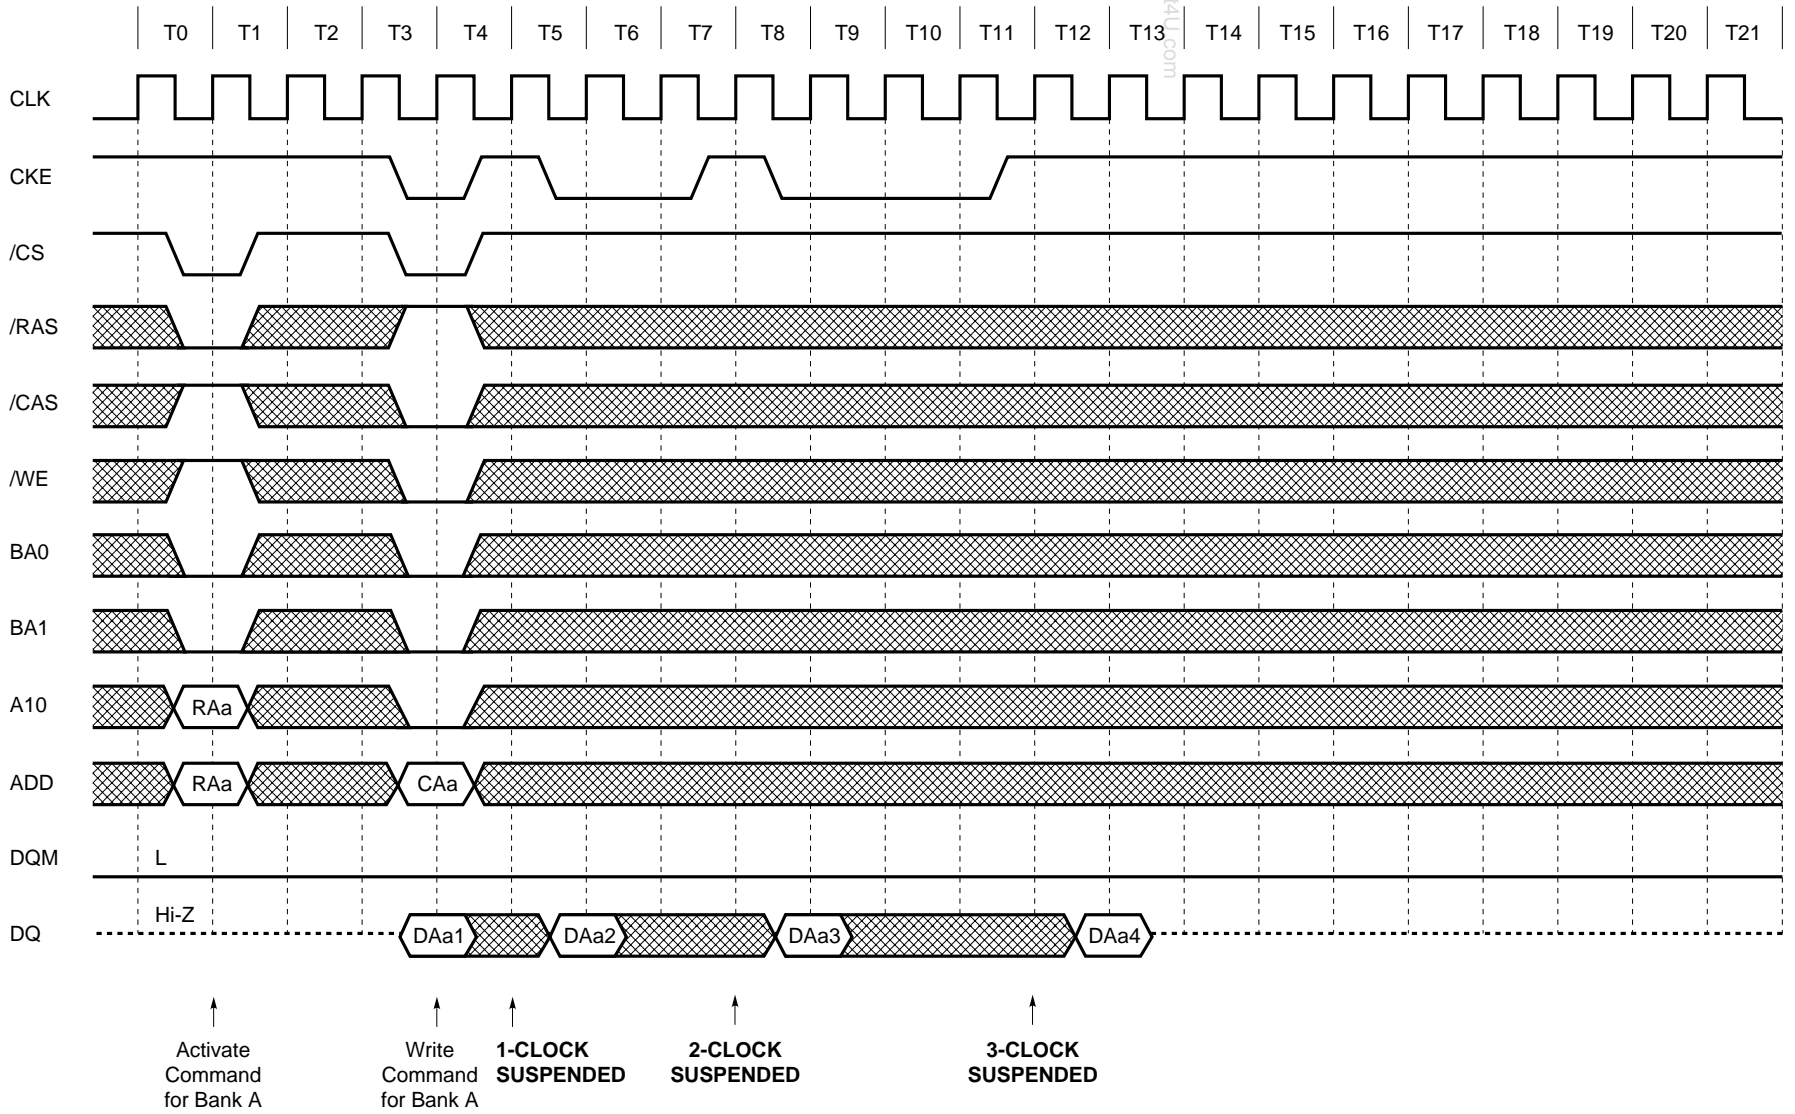 T0 T1 T2 T3 T4 T5 T6 T7 T8 T9 T10 T11 T12 T13 T14 T15 T16 T17 T18 T19 T20 T21
t4U.com
CLK
CKE
/CS
/RAS
/CAS
/WE
BA0
BA1
A10 RAa
ADD RAa CAa
DQM L
Hi-Z
DQ DAa1 DAa2 DAa3 DAa4
Activate Write 1-CLOCK 2-CLOCK 3-CLOCK
Command Command SUSPENDED SUSPENDED SUSPENDED
for Bank A for Bank A